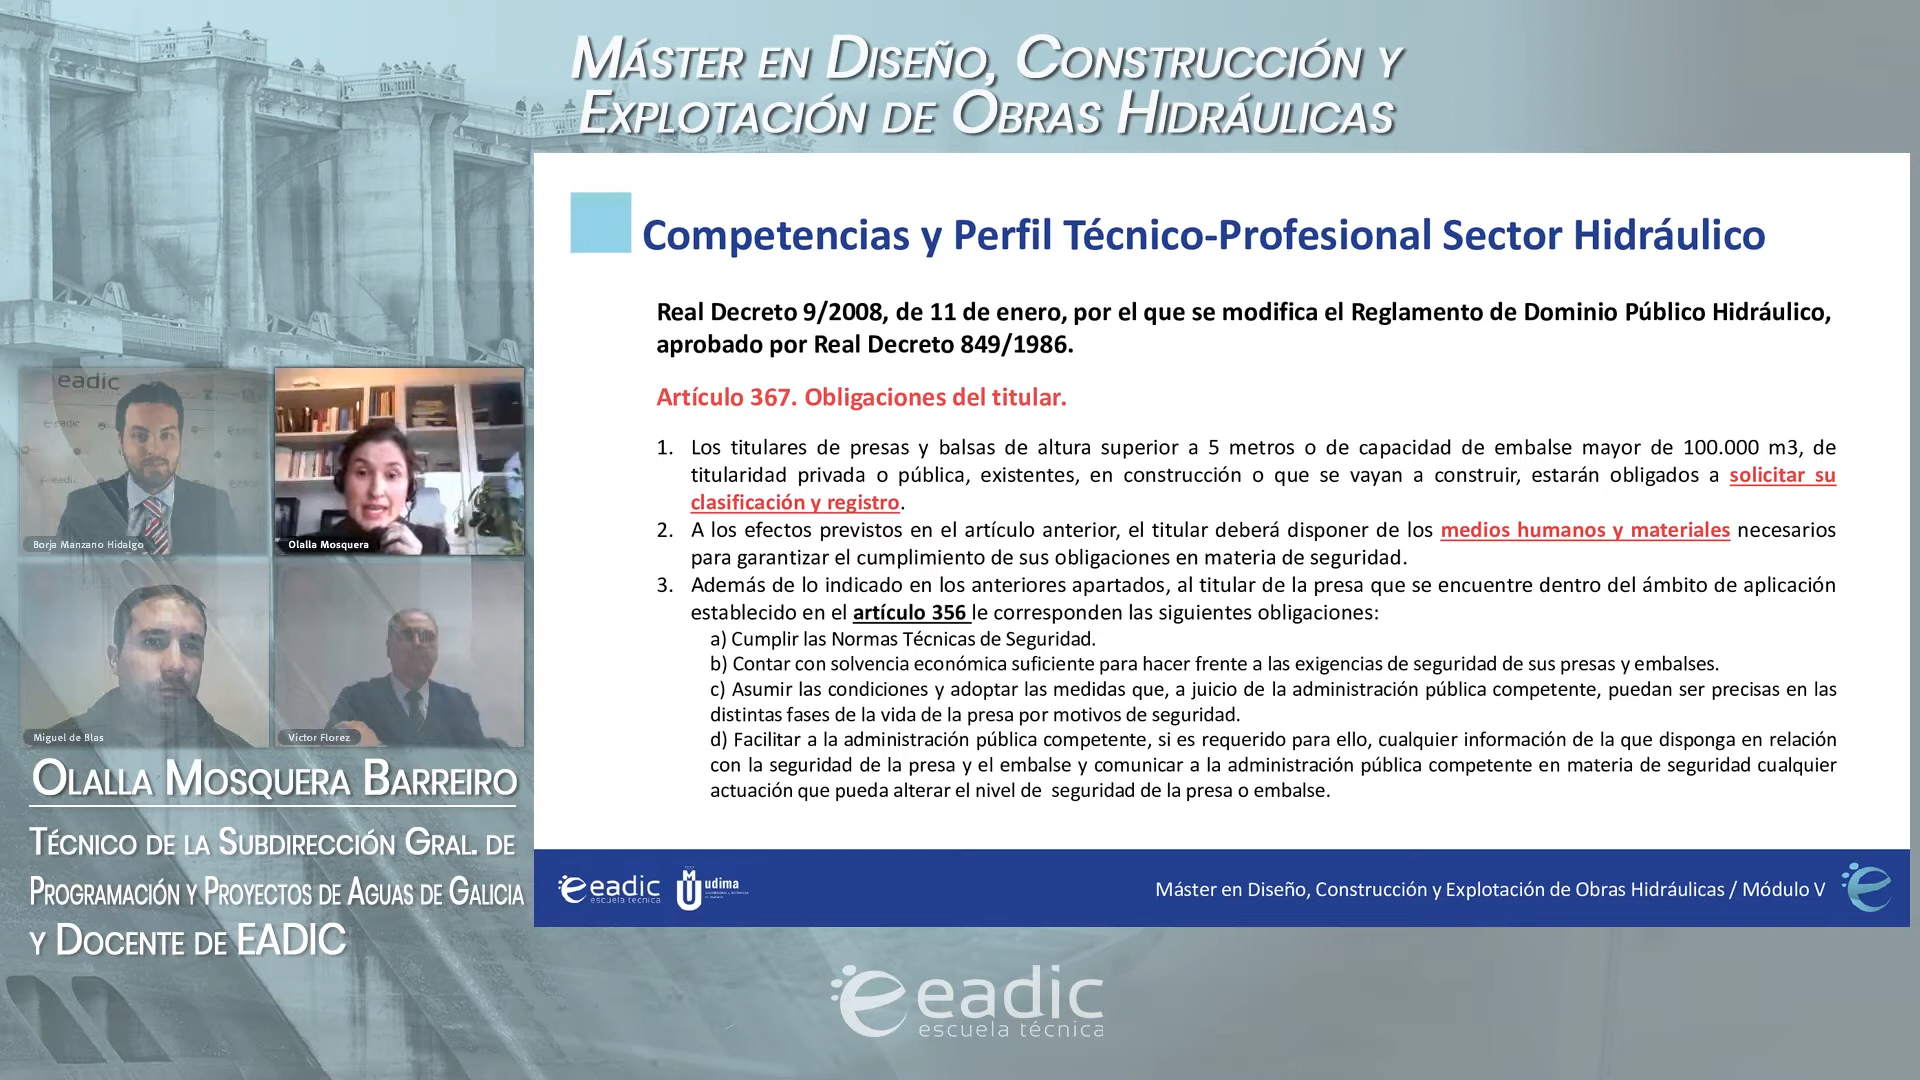 Máster en Diseño, Construcción y
Explotación de Obras Hidráulicas
Competencias y Perfil Técnico-Profesional Sector Hidráulico
Real Decreto 9/2008, de 11 de enero, por el que se modifica el Reglamento de Dominio Público Hidráulico,
aprobado por Real Decreto 849/1986.
Artículo 367. Obligaciones del titular.
1. Los titulares de presas y balsas de altura superior a 5 metros o de capacidad de embalse mayor de 100.000 m3, de
titularidad privada o pública, existentes, en construcción o que se vayan a construir, estarán obligados a solicitar su
clasificación y registro.
2. A los efectos previstos en el artículo anterior, el titular deberá disponer de los medios humanos y materiales necesarios
para garantizar el cumplimiento de sus obligaciones en materia de seguridad.
3. Además de lo indicado en los anteriores apartados, al titular de la presa que se encuentre dentro del ámbito de aplicación
establecido en el artículo 356 le corresponden las siguientes obligaciones:
a) Cumplir las Normas Técnicas de Seguridad.
b) Contar con solvencia económica suficiente para hacer frente a las exigencias de seguridad de sus presas y embalses.
c) Asumir las condiciones y adoptar las medidas que, a juicio de la administración pública competente, puedan ser precisas en las
distintas fases de la vida de la presa por motivos de seguridad.
d) Facilitar a la administración pública competente, si es requerido para ello, cualquier información de la que disponga en relación
con la seguridad de la presa y el embalse y comunicar a la administración pública competente en materia de seguridad cualquier
actuación que pueda alterar el nivel de seguridad de la presa o embalse.
eadic
escuela técnica
udima
Máster en Diseño, Construcción y Explotación de Obras Hidráulicas / Módulo V
eadic
eadic
eadic
Borja Manzano Hidalgo
Olalla Mosquera
Miguel de Blas
Victor Florez
Olalla Mosquera Barreiro
Técnico de la Subdirección Gral. de
Programación y Proyectos de Aguas de Galicia
y Docente de EADIC
eadic
escuela técnica